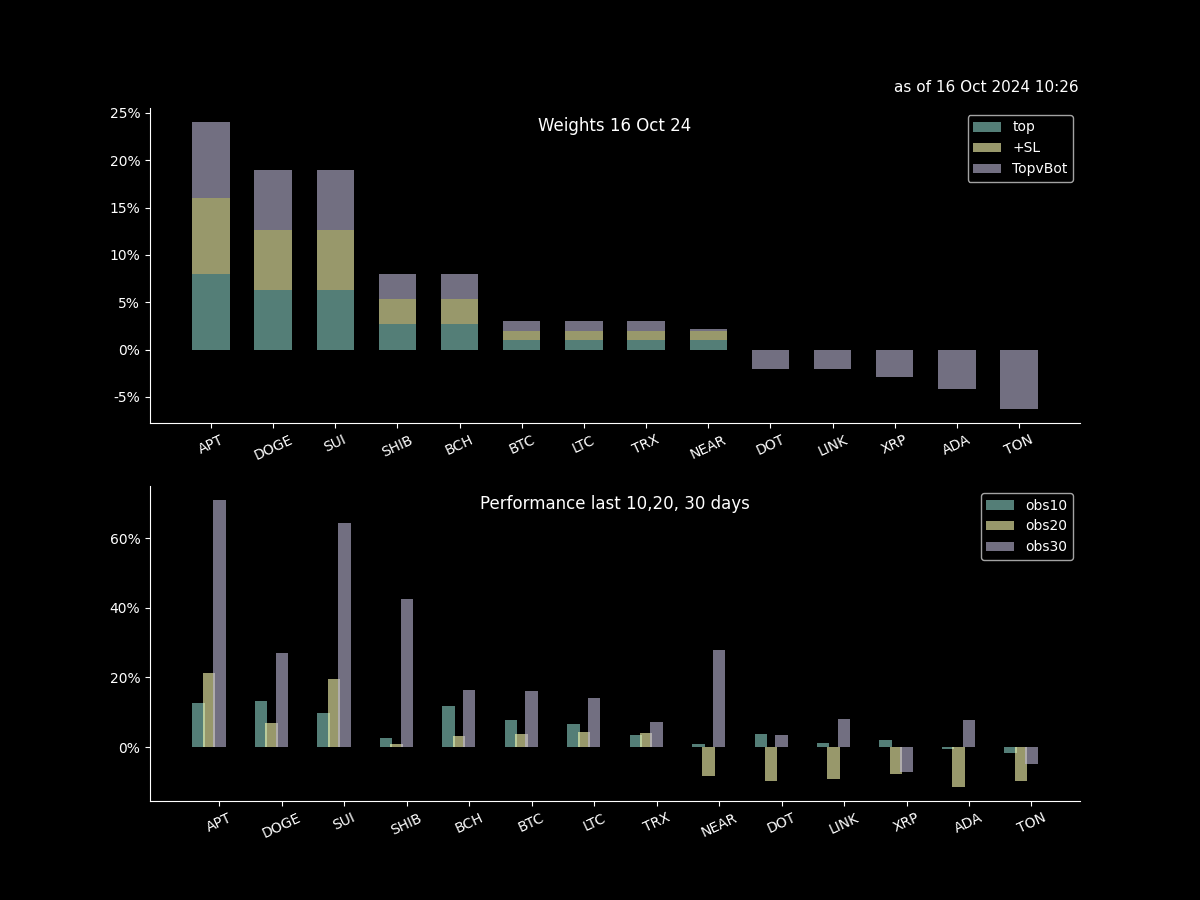 as of 16 Oct 2024 10:26
Weights 16 Oct 24
top
+SL
TopvBot
25%
20%
15%
10%
5%
0%
-5%
APT DOGE SUI SHIB BCH BTC LTC TRX NEAR DOT LINK XRP ADA TON
Performance last 10,20, 30 days
obs10
obs20
obs30
60%
40%
20%
0%
APT DOGE SUI SHIB BCH BTC LTC TRX NEAR DOT LINK XRP ADA TON